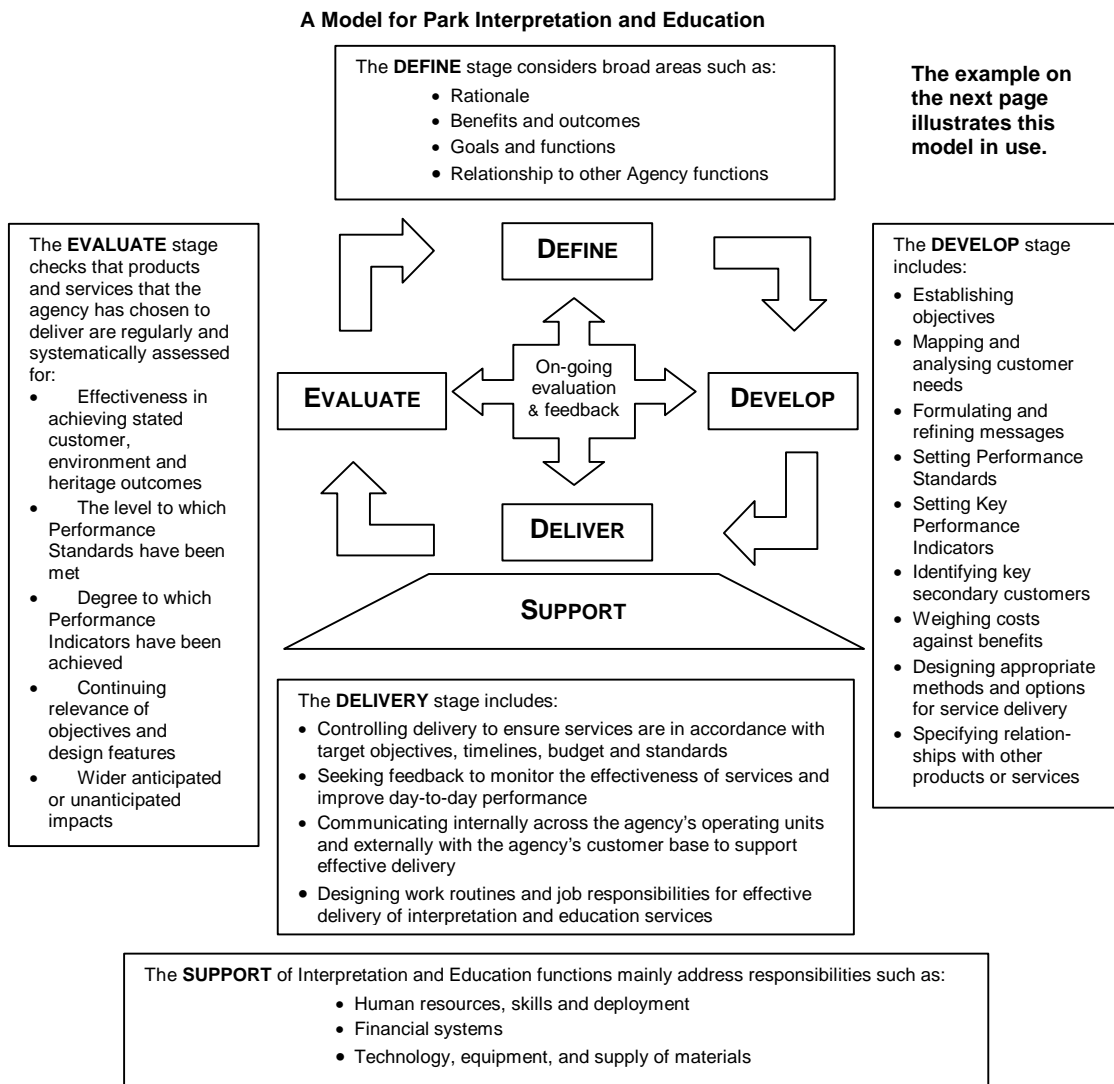 A Model for Park Interpretation and Education
The DEFINE stage considers broad areas such as:
• Rationale
• Benefits and outcomes
• Goals and functions
• Relationship to other Agency functions
The example on
the next page
illustrates this
model in use.
The EVALUATE stage
checks that products
and services that the
agency has chosen to
deliver are regularly and
systematically assessed
for:
• Effectiveness in
achieving stated
customer,
environment and
heritage outcomes
• The level to which
Performance
Standards have been
met
• Degree to which
Performance
Indicators have been
achieved
• Continuing
relevance of
objectives and
design features
• Wider anticipated
or unanticipated
impacts
DEFINE
EVALUATE
On-going
evaluation
& feedback
DEVELOP
DELIVER
SUPPORT
The DEVELOP stage
includes:
• Establishing
objectives
• Mapping and
analysing customer
needs
• Formulating and
refining messages
• Setting Performance
Standards
• Setting Key
Performance
Indicators
• Identifying key
secondary customers
• Weighing costs
against benefits
• Designing appropriate
methods and options
for service delivery
• Specifying relation-
ships with other
products or services
The DELIVERY stage includes:
• Controlling delivery to ensure services are in accordance with
target objectives, timelines, budget and standards
• Seeking feedback to monitor the effectiveness of services and
improve day-to-day performance
• Communicating internally across the agency's operating units
and externally with the agency's customer base to support
effective delivery
• Designing work routines and job responsibilities for effective
delivery of interpretation and education services
The SUPPORT of Interpretation and Education functions mainly address responsibilities such as:
• Human resources, skills and deployment
• Financial systems
• Technology, equipment, and supply of materials